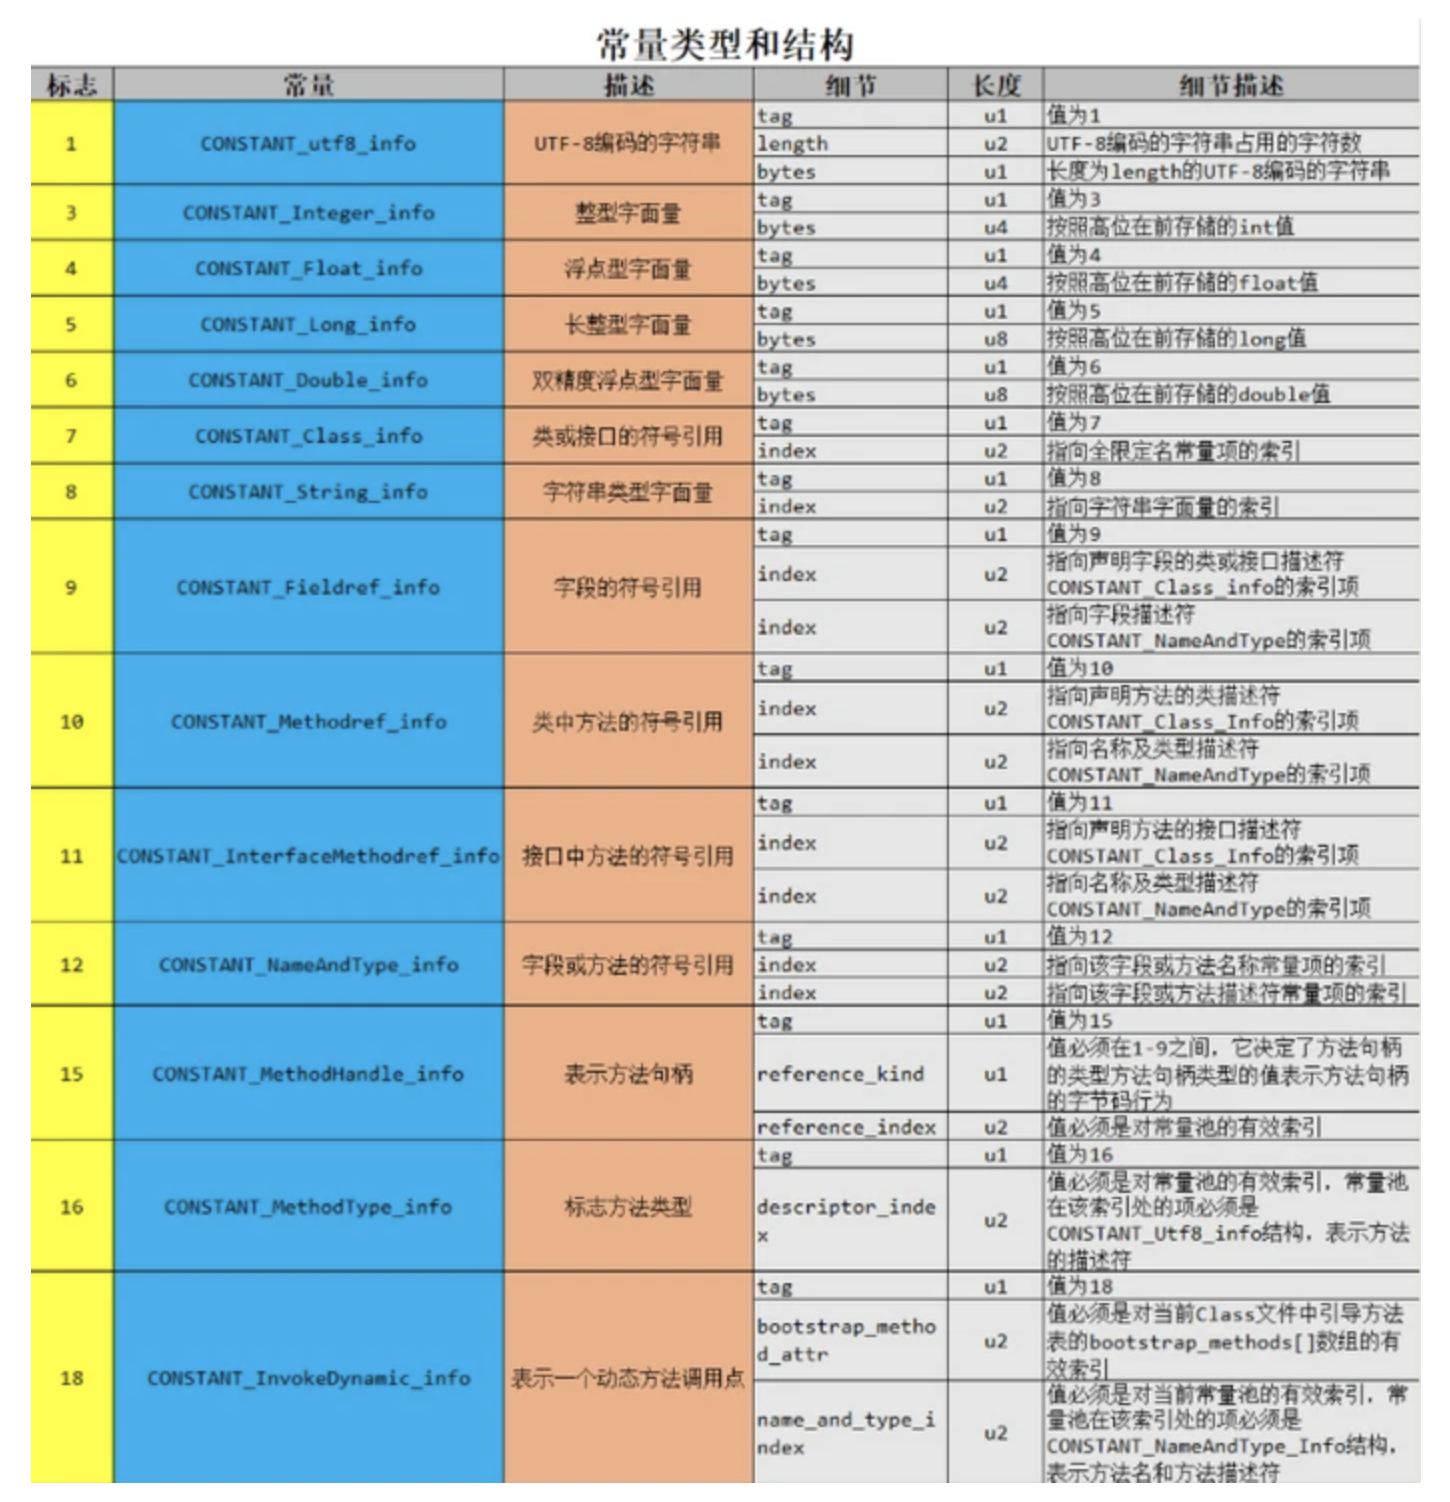 常量类型和结构
标志 常量 描述 细节 长度 细节描述
1 CONSTANT_utf8_info UTF-8编码的字符串 tag u1 值为1
length u2 UTF-8编码的字符串占用的字符数
bytes u1 长度为length的UTF-8编码的字符串
3 CONSTANT_Integer_info 整型字面量 tag u1 值为3
bytes u4 按照高位在前存储的int值
4 CONSTANT_Float_info 浮点型字面量 tag u1 值为4
bytes u4 按照高位在前存储的float值
5 CONSTANT_Long_info 长整型字面量 tag u1 值为5
bytes u8 按照高位在前存储的long值
6 CONSTANT_Double_info 双精度浮点型字面量 tag u1 值为6
bytes u8 按照高位在前存储的double值
7 CONSTANT_Class_info 类或接口的符号引用 tag u1 值为7
index u2 指向全限定名常量项的索引
8 CONSTANT_String_info 字符串类型字面量 tag u1 值为8
index u2 指向字符串字面量的索引
9 CONSTANT_Fieldref_info 字段的符号引用 tag u1 值为9
index u2 指向声明字段的类或接口描述符
CONSTANT_Class_info的索引项
index u2 指向字段描述符
CONSTANT_NameAndType的索引项
10 CONSTANT_Methodref_info 类中方法的符号引用 tag u1 值为10
index u2 指向声明方法的类描述符
CONSTANT_Class_Info的索引项
index u2 指向名称及类型描述符
CONSTANT_NameAndType的索引项
11 CONSTANT_InterfaceMethodref_info 接口中方法的符号引用 tag u1 值为11
index u2 指向声明方法的接口描述符
CONSTANT_Class_Info的索引项
index u2 指向名称及类型描述符
CONSTANT_NameAndType的索引项
12 CONSTANT_NameAndType_info 字段或方法的符号引用 tag u1 值为12
index u2 指向该字段或方法名称常量项的索引
index u2 指向该字段或方法描述符常量项的索引
15 CONSTANT_MethodHandle_info 表示方法句柄 tag u1 值为15
reference_kind u1 值必须在1-9之间，它决定了方法句柄
的类型方法句柄类型的值表示方法句柄
的字节码行为
reference_index u2 值必须是对常量池的有效索引
16 CONSTANT_MethodType_info 标志方法类型 tag u1 值为16
descriptor_inde
x u2 值必须是对常量池的有效索引，常量池
在该索引处的项必须是
CONSTANT_Utf8_info结构，表示方法
的描述符
18 CONSTANT_InvokeDynamic_info 表示一个动态方法调用点 tag u1 值为18
bootstrap_metho
d_attr u2 值必须是对当前Class文件中引导方法
表的bootstrap_methods[]数组的有
效索引
name_and_type_i
ndex u2 值必须是对当前常量池的有效索引，常
量池在该索引处的项必须是
CONSTANT_NameAndType_Info结构，
表示方法名和方法描述符